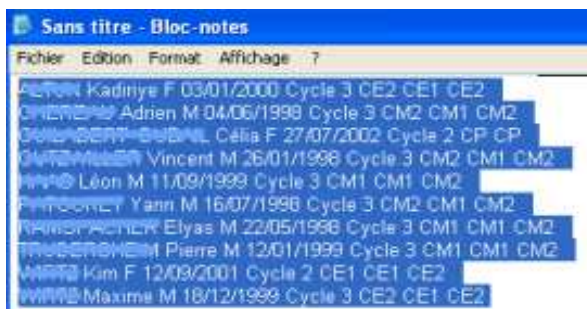 Sans titre - Bloc-notes
Fichier Edition Format Affichage ?
Kadriye F 03/01/2000 Cycle 3 CE2 CE1 CE2
Adrien M 04/06/1998 Cycle 3 CM2 CM1 CM2
Célia F 27/07/2002 Cycle 2 CP CP
Vincent M 26/01/1998 Cycle 3 CM2 CM1 CM2
Léon M 11/09/1999 Cycle 3 CM1 CM1 CM2
Yann M 16/07/1998 Cycle 3 CM2 CM1 CM2
Elyas M 22/05/1998 Cycle 3 CM1 CM1 CM2
Pierre M 12/01/1999 Cycle 3 CM1 CM1 CM2
Kim F 12/09/2001 Cycle 2 CE1 CE1 CE2
Maxime M 18/12/1999 Cycle 3 CE2 CE1 CE2